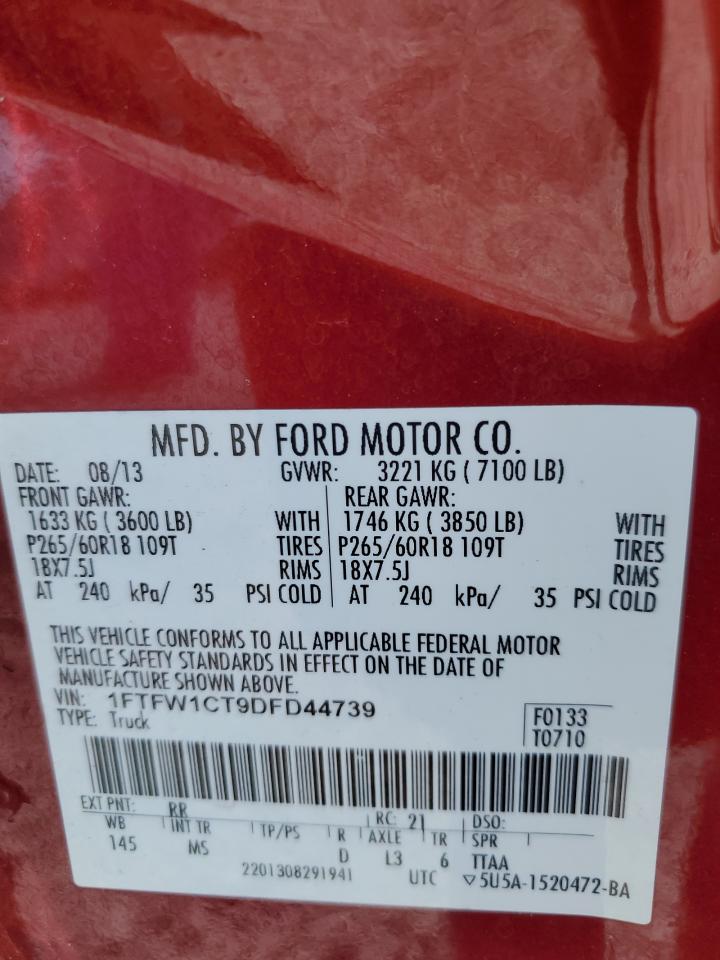 MFD. BY FORD MOTOR CO.
DATE: 08/13 GVWR: 3221 KG ( 7100 LB)
FRONT GAWR: REAR GAWR:
1633 KG ( 3600 LB) WITH 1746 KG ( 3850 LB) WITH
P265/60R18 109T TIRES P265/60R18 109T TIRES
18X7.5J RIMS 18X7.5J RIMS
AT 240 kPa/ 35 PSI COLD AT 240 kPa/ 35 PSI COLD
THIS VEHICLE CONFORMS TO ALL APPLICABLE FEDERAL MOTOR
VEHICLE SAFETY STANDARDS IN EFFECT ON THE DATE OF
MANUFACTURE SHOWN ABOVE.
VIN: 1FTFW1CT9DFD44739 F0133
TYPE: Truck T0710
EXT PNT: RR RC: 21 DSO:
WB INT TR TP/PS R AXLE TR SPR
145 MS D L3 6 TTAA
2201308291941 UTC ▽5U5A-1520472-BA